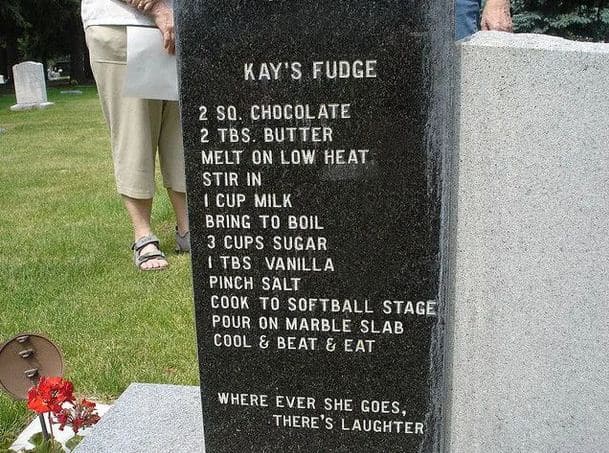 KAY'S FUDGE
2 SQ. CHOCOLATE
2 TBS. BUTTER
MELT ON LOW HEAT
STIR IN
1 CUP MILK
BRING TO BOIL
3 CUPS SUGAR
1 TBS VANILLA
PINCH SALT
COOK TO SOFTBALL STAGE
POUR ON MARBLE SLAB
COOL & BEAT & EAT
WHERE EVER SHE GOES,
THERE'S LAUGHTER